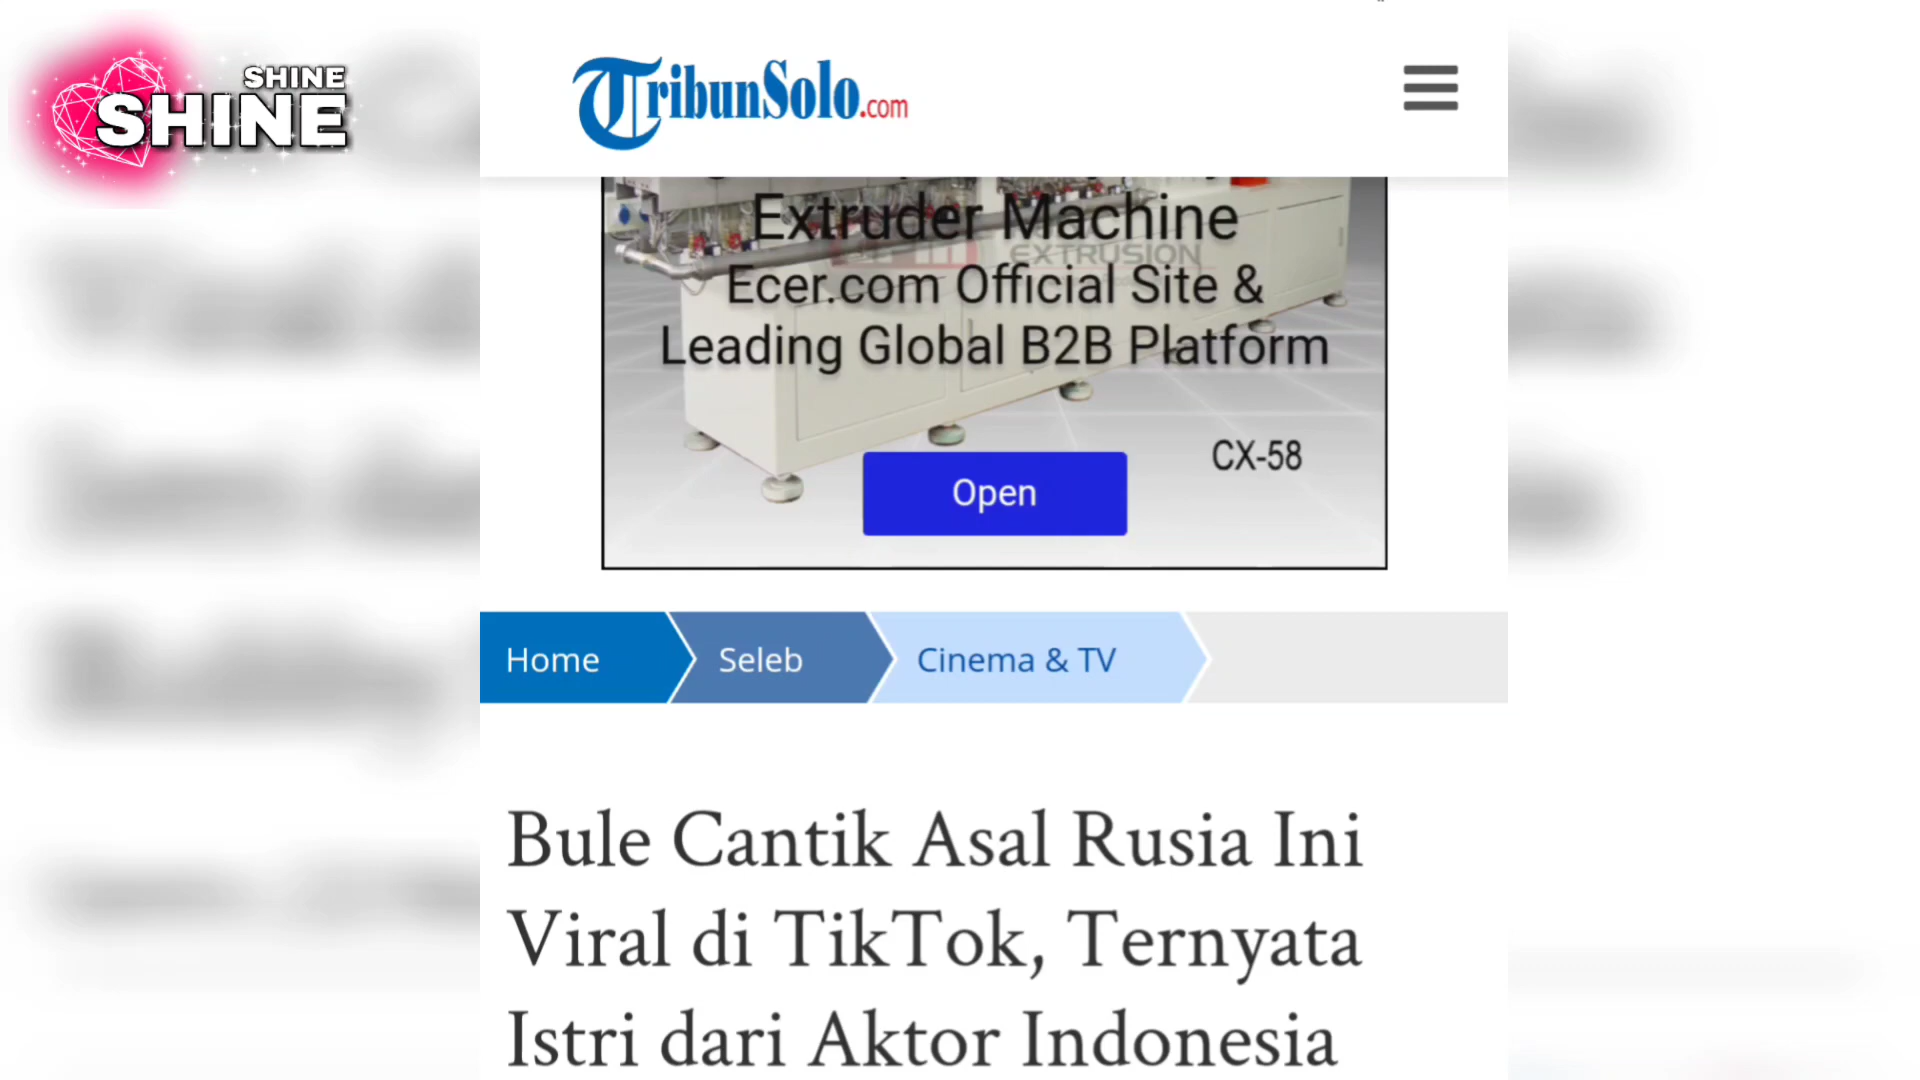 SHINE
SHINE
TribunSolo.com
Extruder Machine
EXTRUSION
Ecer.com Official Site &
Leading Global B2B Platform
CX-58
Open
Home
Seleb
Cinema & TV
Bule Cantik Asal Rusia Ini
Viral di TikTok, Ternyata
Istri dari Aktor Indonesia